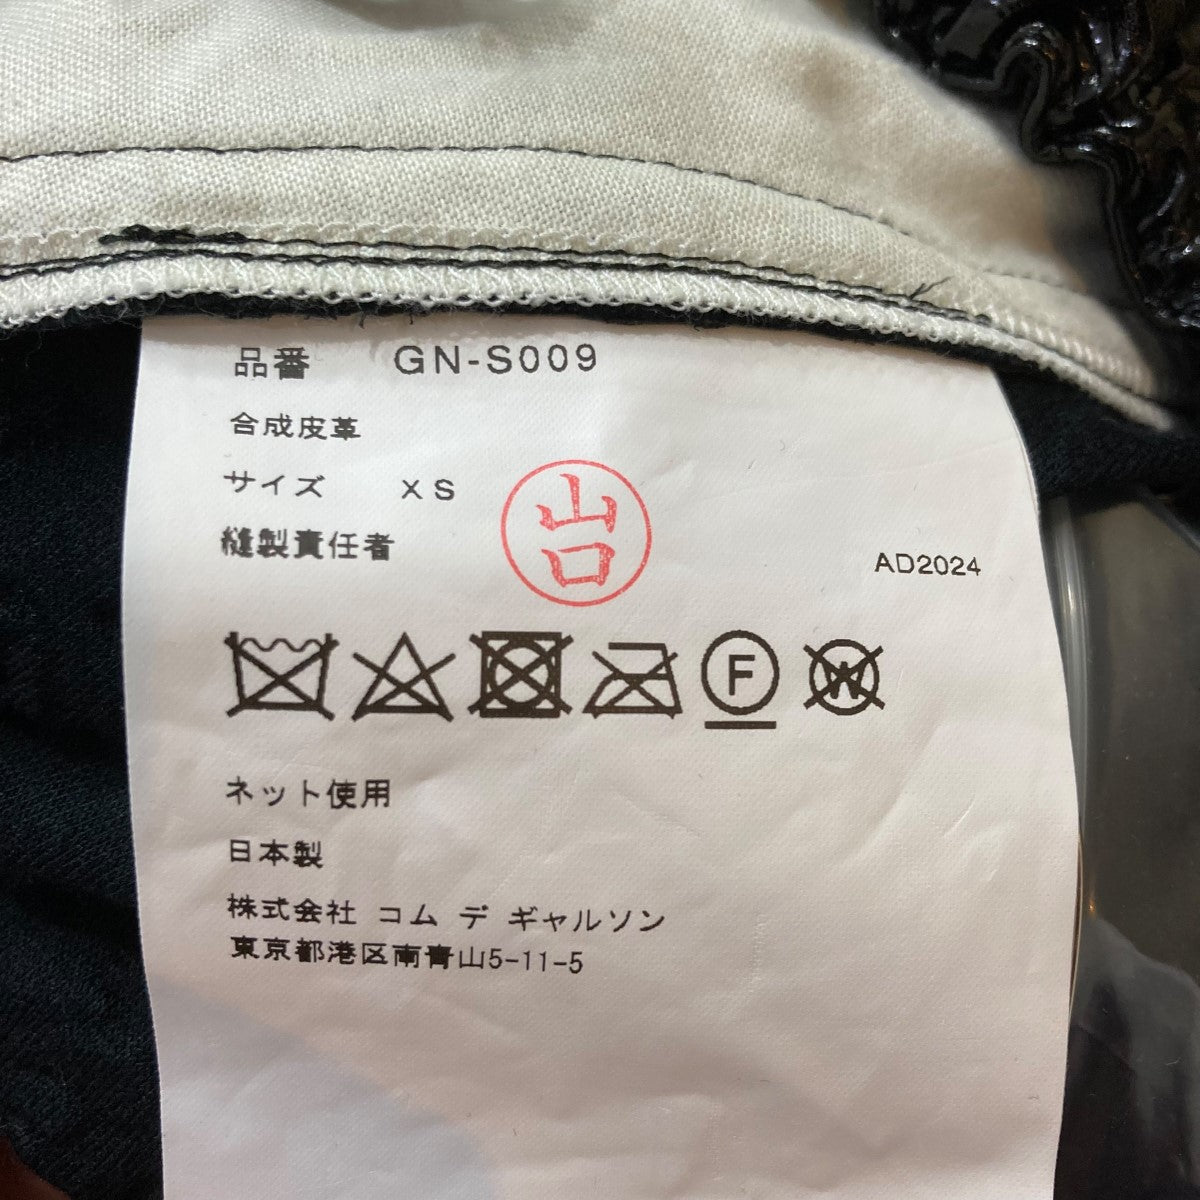 品番 GN-S009
合成皮革
サイズ XS
縫製責任者 山口
AD2024
F W
ネット使用
日本製
株式会社 コム デ ギャルソン
東京都港区南青山5-11-5